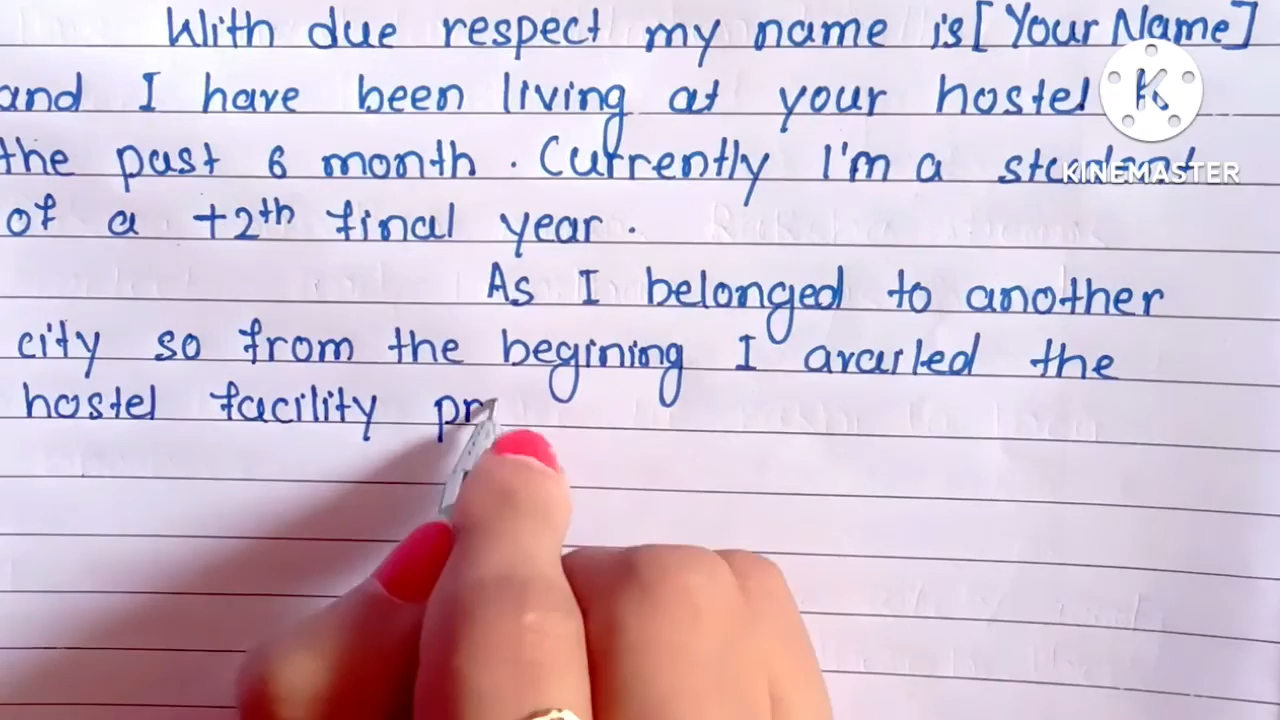 With due respect my name is [Your Name]
and I have been living at your hostel
the past 6 month. Currently I'm a student
of a +2th final year.
As I belonged to another
city so from the begining I availed the
hostel facility pr
K
KINEMASTER